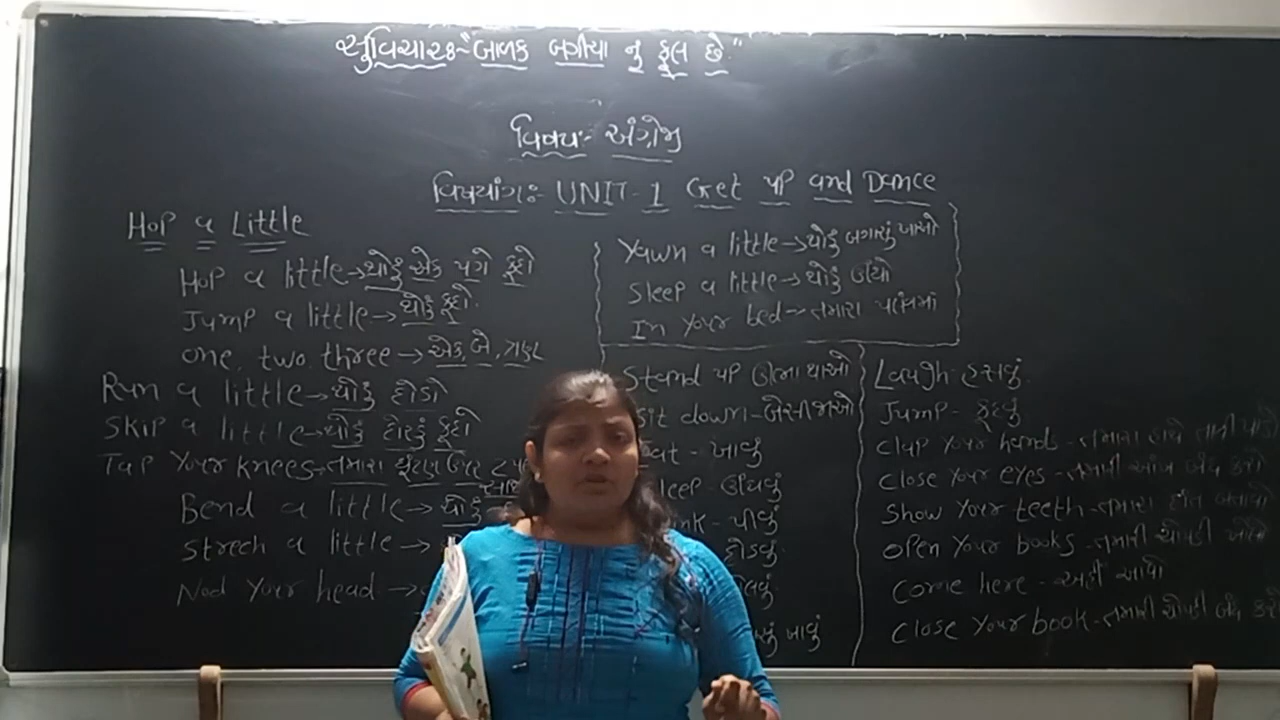 સુવિચારઃ- "બાળક બગીચા નુ ફૂલ છે"
વિષયઃ- અંગ્રેજી
વિષયાંગઃ- UNIT-1 Get up and Dance
Hop a Little
Hop a little→થોડું એક પગે કૂદો
Jump a little→થોડું કૂદો.
one, two, three→એક, બે, ત્રણ
Run a little→થોડું દોડો
Skip a little→થોડું દોરડું કૂદો
Tap Your knees→તમારા ઘૂંટણ ઉપર
Bend a little→થોડું
Strech a little→
Nod Your head→
Yawn a little→થોડું બગાસું ખાઓ
Sleep a little→થોડું ઊંઘો
In Your bed→તમારા પલંગમાં
Stand up ઊભા થાઓ
Sit down-બેસી જાઓ
Eat - ખાવું
Sleep - ઊંઘવું
- પીવું
દોડવું.
ખાવું
Laugh-હસવું.
Jump- કૂદવું
Clap Your hands-તમારા હાથે તાળી પાડો
Close Your eyes-તમારી આંખ બંધ કરો
Show Your teeth-તમારા દાંત બતાવો
Open Your books-તમારી ચોપડી ખોલો
Come here - અહીં આવો
Close Your book-તમારી ચોપડી બંધ કરો